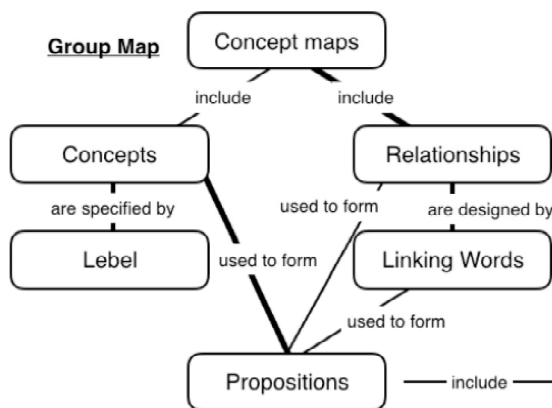 Group Map
Concept maps
include
include
Concepts
Relationships
are specified by
used to form
are designed by
Lebel
used to form
Linking Words
used to form
Propositions
include